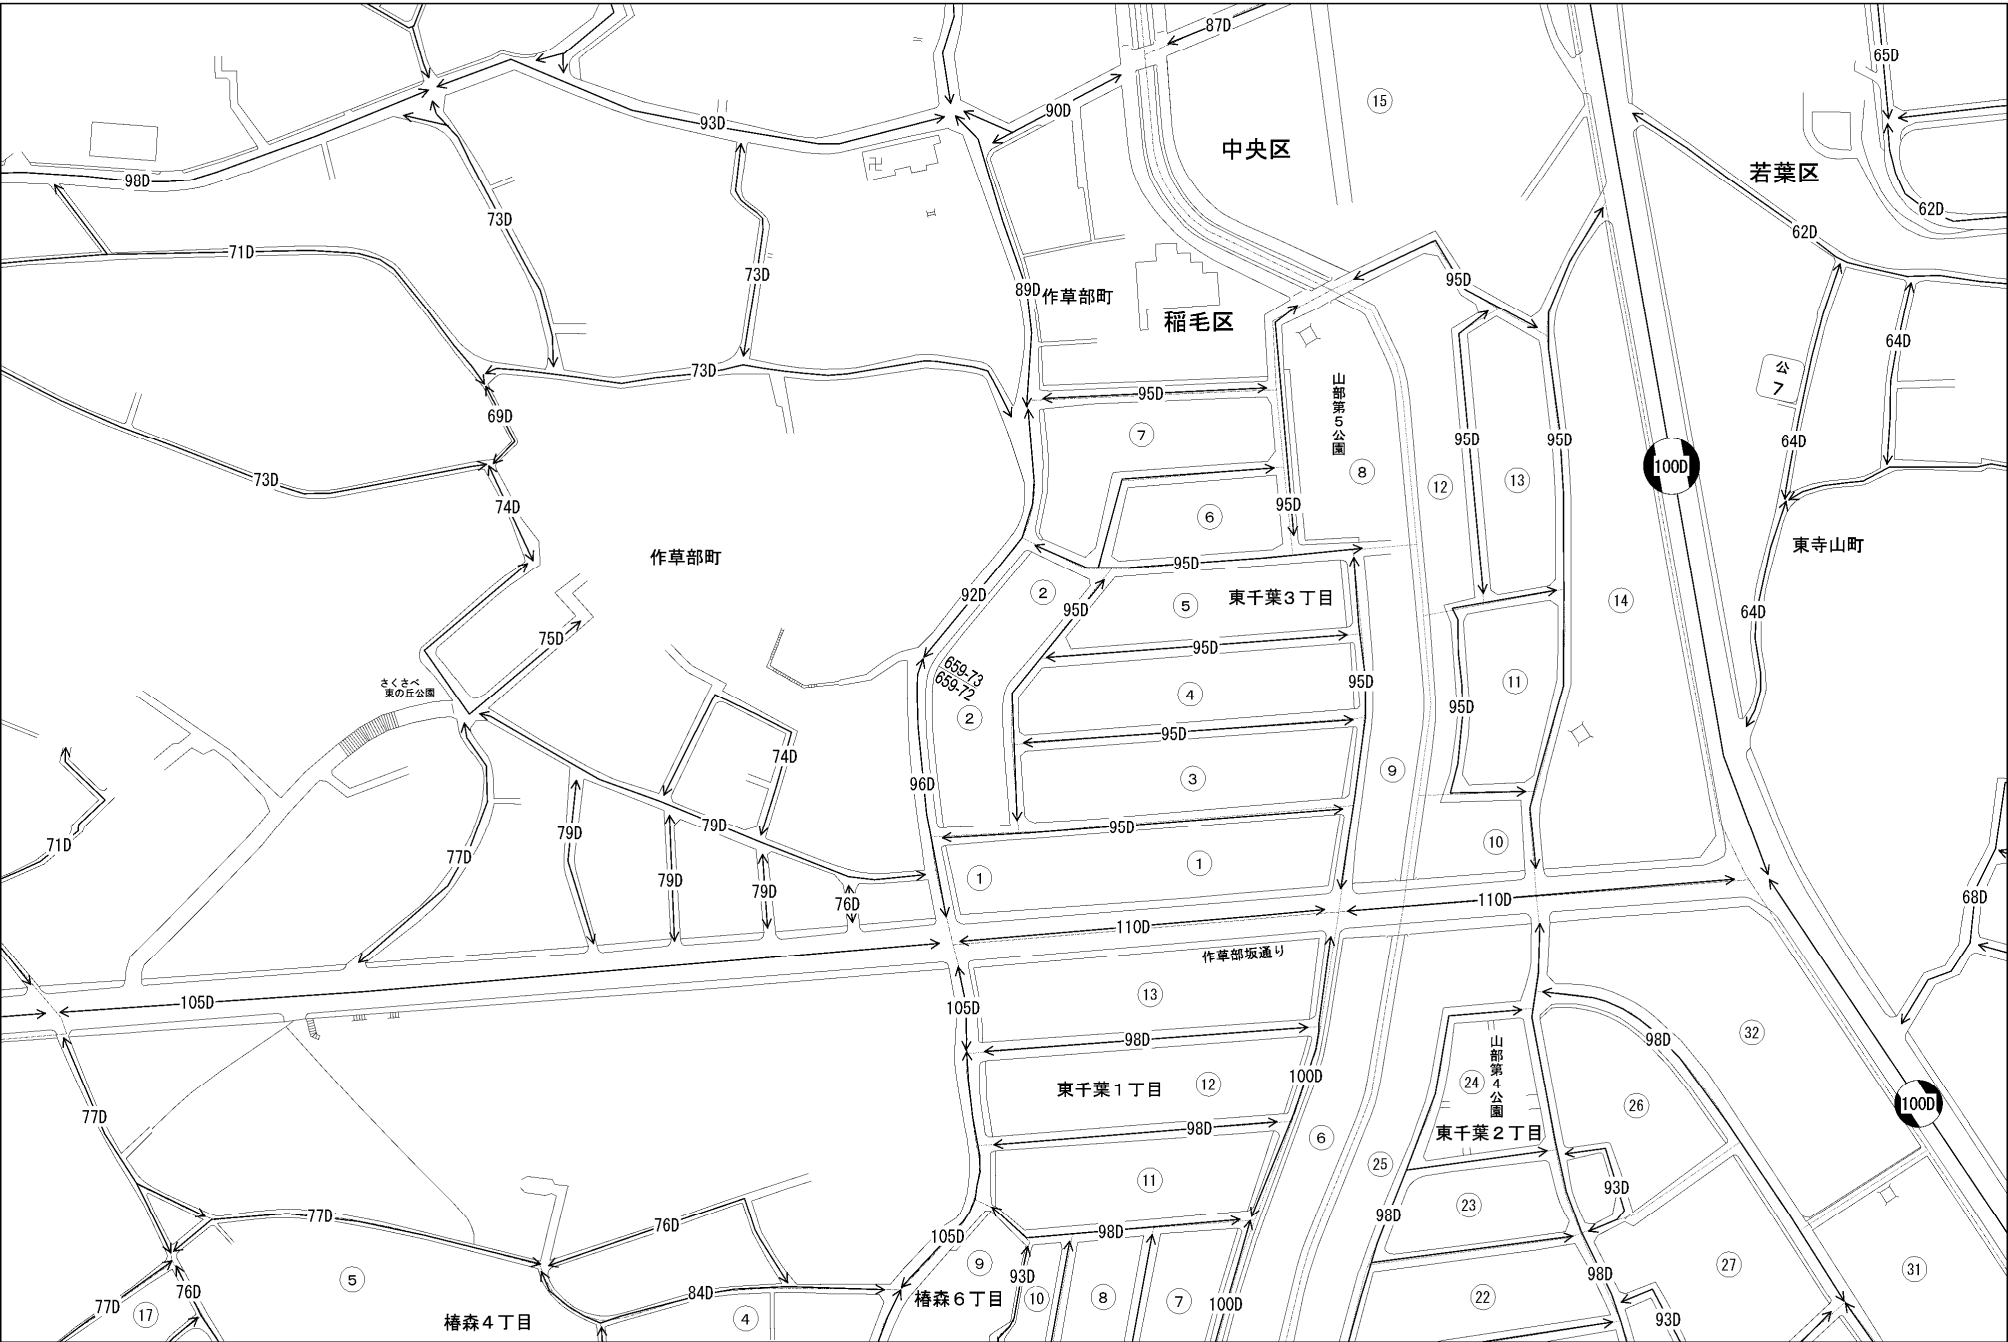 87D
65D
90D
15
93D
中央区
若葉区
98D
73D
62D
62D
71D
73D
95D
89D
作草部町
稲毛区
64D
公
7
73D
95D
山部第5公園
69D
7
95D
95D
64D
8
100D
73D
12
13
74D
95D
6
作草部町
東寺山町
95D
92D
2
95D
5
東千葉3丁目
14
64D
75D
95D
659-73
659-72
さくさべ
東の丘公園
4
95D
11
2
95D
95D
74D
96D
3
9
79D
79D
95D
71D
10
77D
79D
79D
76D
1
1
68D
110D
110D
作草部坂通り
105D
105D
13
98D
98D
32
山部第4公園
100D
24
東千葉1丁目
12
26
100D
77D
98D
6
東千葉2丁目
25
11
93D
77D
76D
98D
23
105D
98D
5
9
93D
98D
27
31
76D
84D
77D
17
椿森4丁目
4
椿森6丁目
10
8
7
100D
22
93D